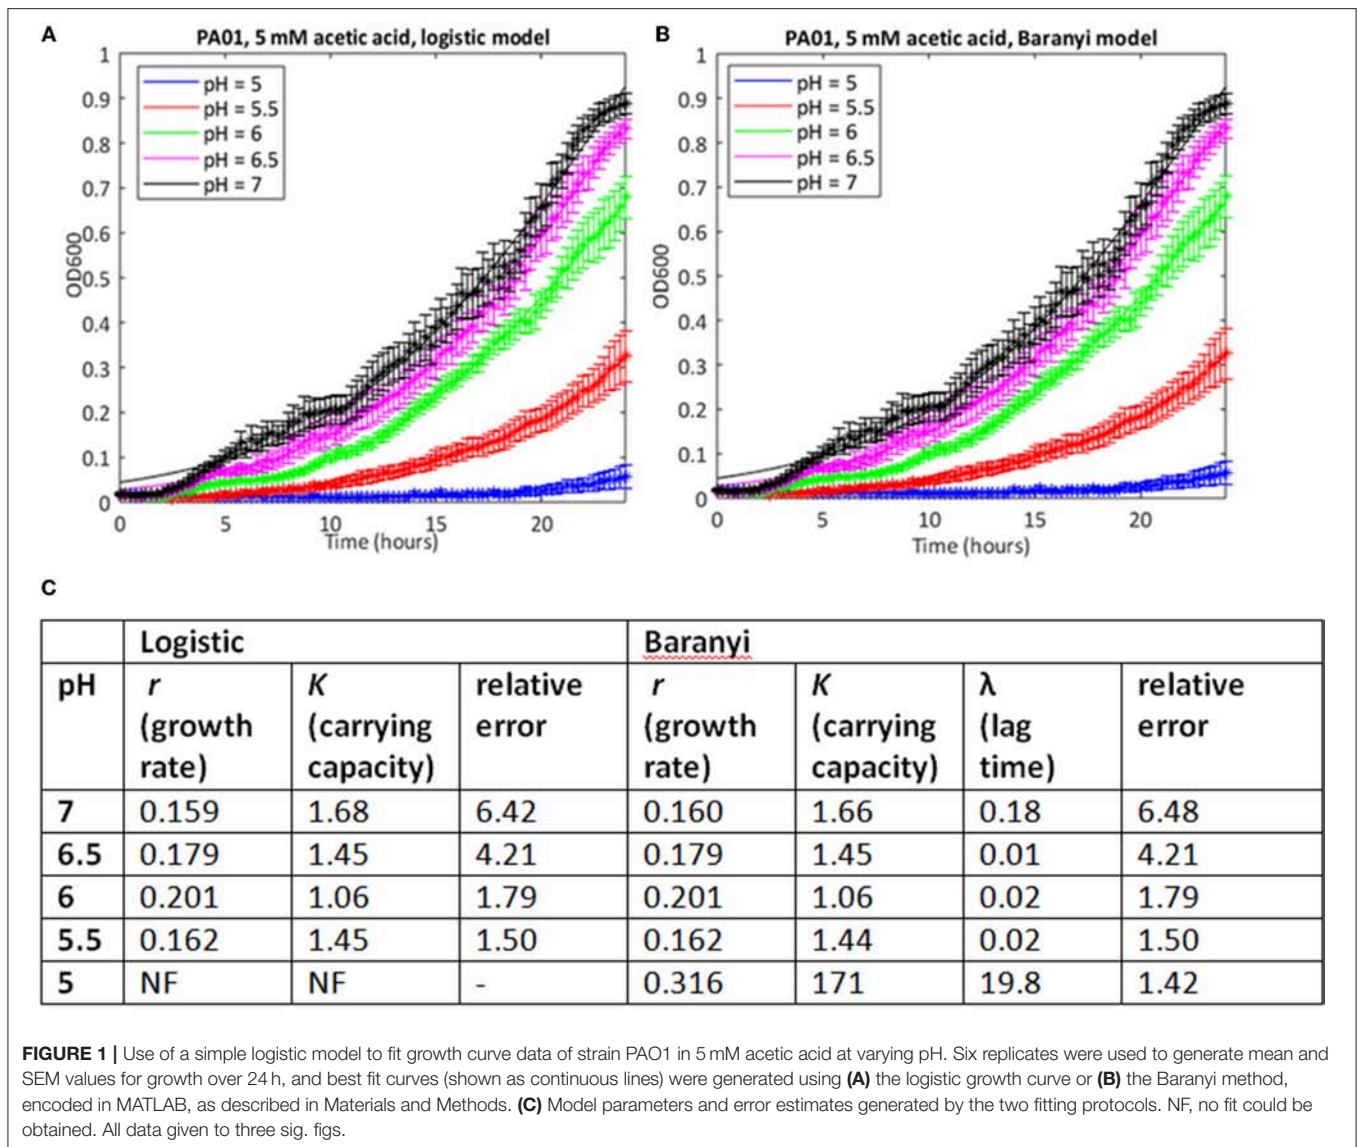 A
PA01, 5 mM acetic acid, logistic model
1
0.9
0.8
0.7
0.6
0.5
0.4
0.3
0.2
0.1
0
OD600
pH = 5
pH = 5.5
pH = 6
pH = 6.5
pH = 7
0 5 10 15 20
Time (hours)
B
PA01, 5 mM acetic acid, Baranyi model
1
0.9
0.8
0.7
0.6
0.5
0.4
0.3
0.2
0.1
0
OD600
pH = 5
pH = 5.5
pH = 6
pH = 6.5
pH = 7
0 5 10 15 20
Time (hours)
C
Logistic Baranyi
pH r (growth rate) K (carrying capacity) relative error r (growth rate) K (carrying capacity) λ (lag time) relative error
7 0.159 1.68 6.42 0.160 1.66 0.18 6.48
6.5 0.179 1.45 4.21 0.179 1.45 0.01 4.21
6 0.201 1.06 1.79 0.201 1.06 0.02 1.79
5.5 0.162 1.45 1.50 0.162 1.44 0.02 1.50
5 NF NF - 0.316 171 19.8 1.42
FIGURE 1 | Use of a simple logistic model to fit growth curve data of strain PAO1 in 5 mM acetic acid at varying pH. Six replicates were used to generate mean and
SEM values for growth over 24 h, and best fit curves (shown as continuous lines) were generated using (A) the logistic growth curve or (B) the Baranyi method,
encoded in MATLAB, as described in Materials and Methods. (C) Model parameters and error estimates generated by the two fitting protocols. NF, no fit could be
obtained. All data given to three sig. figs.